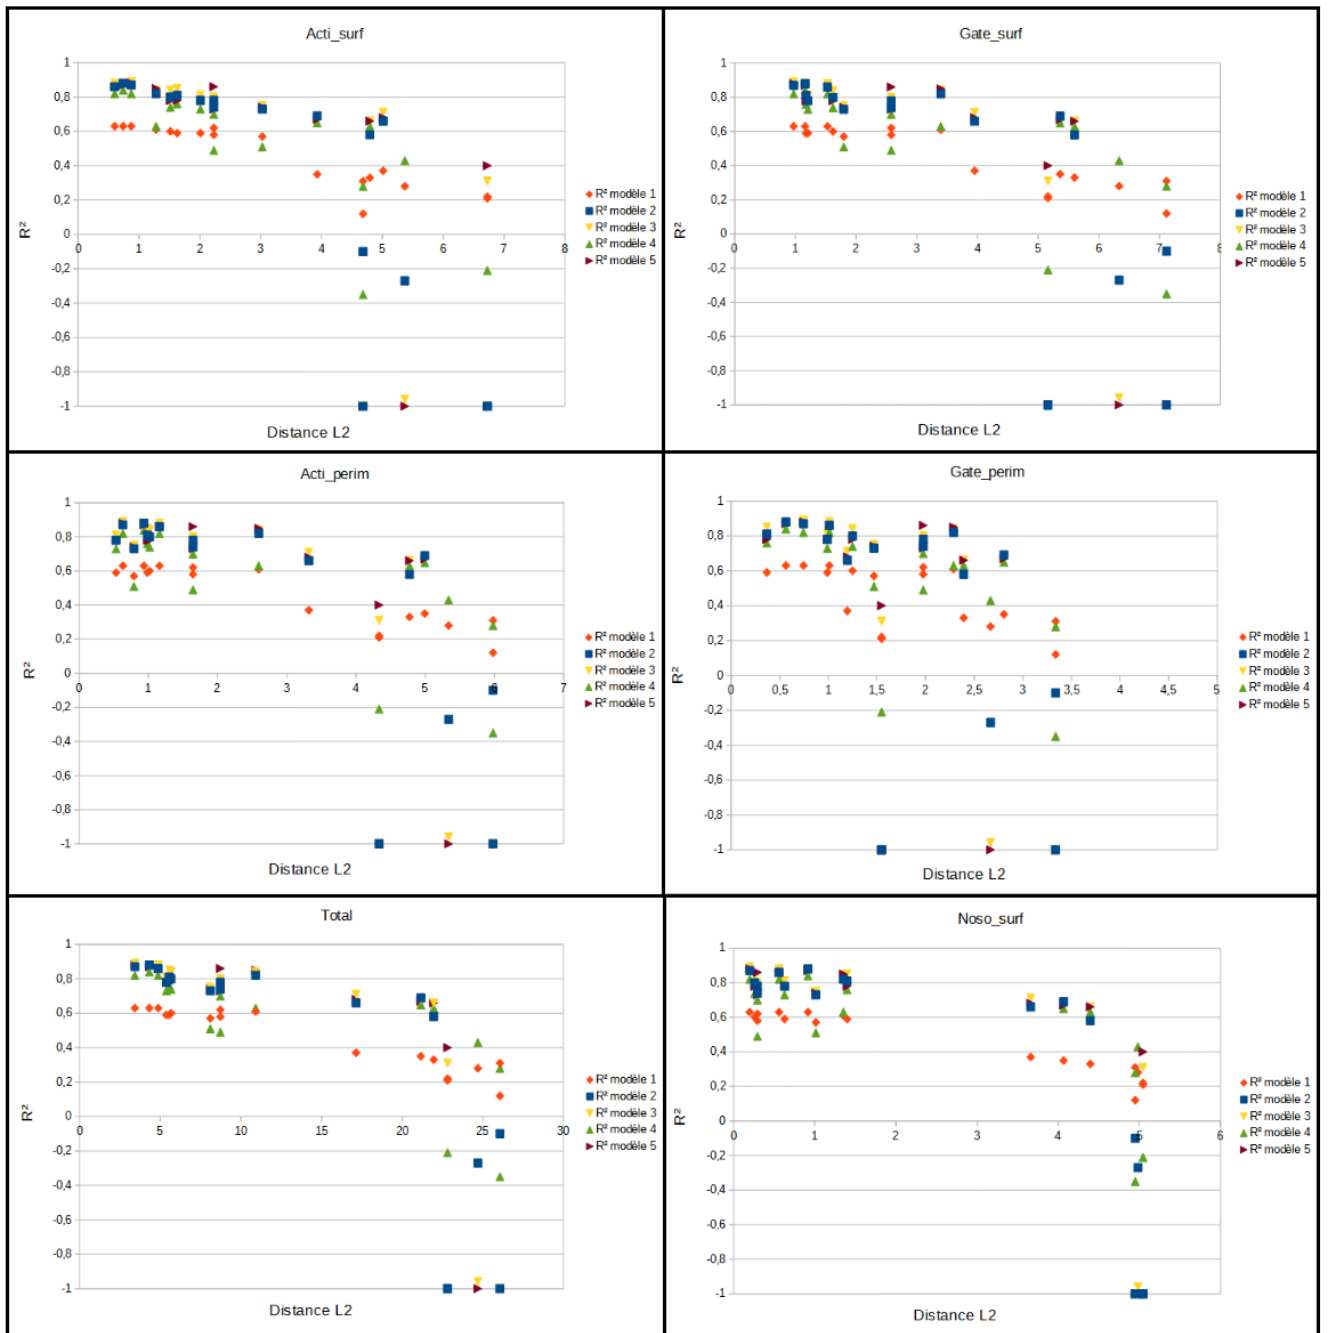 Acti_surf
1
0,8
0,6
0,4
0,2
0
-0,2
-0,4
-0,6
-0,8
-1
0 1 2 3 4 5 6 7 8
R²
Distance L2
R² modèle 1
R² modèle 2
R² modèle 3
R² modèle 4
R² modèle 5
Gate_surf
1
0,8
0,6
0,4
0,2
0
-0,2
-0,4
-0,6
-0,8
-1
0 1 2 3 4 5 6 7 8
R²
Distance L2
R² modèle 1
R² modèle 2
R² modèle 3
R² modèle 4
R² modèle 5
Acti_perim
1
0,8
0,6
0,4
0,2
0
-0,2
-0,4
-0,6
-0,8
-1
0 1 2 3 4 5 6 7
R²
Distance L2
R² modèle 1
R² modèle 2
R² modèle 3
R² modèle 4
R² modèle 5
Gate_perim
1
0,8
0,6
0,4
0,2
0
-0,2
-0,4
-0,6
-0,8
-1
0 0,5 1 1,5 2 2,5 3 3,5 4 4,5 5
R²
Distance L2
R² modèle 1
R² modèle 2
R² modèle 3
R² modèle 4
R² modèle 5
Total
1
0,8
0,6
0,4
0,2
0
-0,2
-0,4
-0,6
-0,8
-1
0 5 10 15 20 25 30
R²
Distance L2
R² modèle 1
R² modèle 2
R² modèle 3
R² modèle 4
R² modèle 5
Noso_surf
1
0,8
0,6
0,4
0,2
0
-0,2
-0,4
-0,6
-0,8
-1
0 1 2 3 4 5 6
R²
Distance L2
R² modèle 1
R² modèle 2
R² modèle 3
R² modèle 4
R² modèle 5